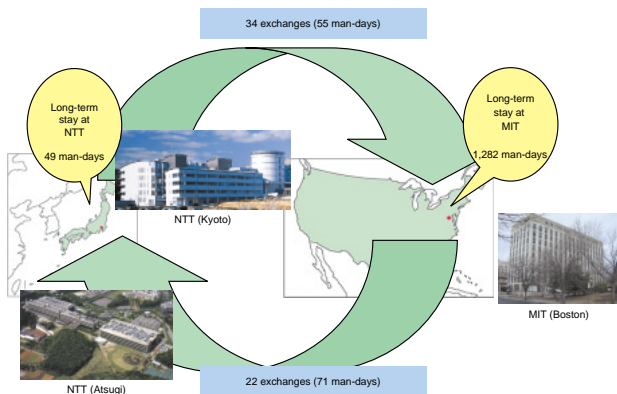 34 exchanges (55 man-days)
Long-term
stay at
NTT
49 man-days
Long-term
stay at
MIT
1,282 man-days
NTT (Kyoto)
MIT (Boston)
NTT (Atsugi)
22 exchanges (71 man-days)